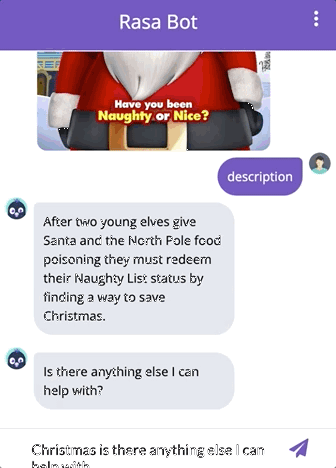 Rasa Bot
Have you been
Naughty or Nice?
description
After two young elves give
Santa and the North Pole food
poisoning they must redeem
their Naughty List status by
finding a way to save
Christmas.
Is there anything else I can
help with?
Christmas is there anything else I can
help with